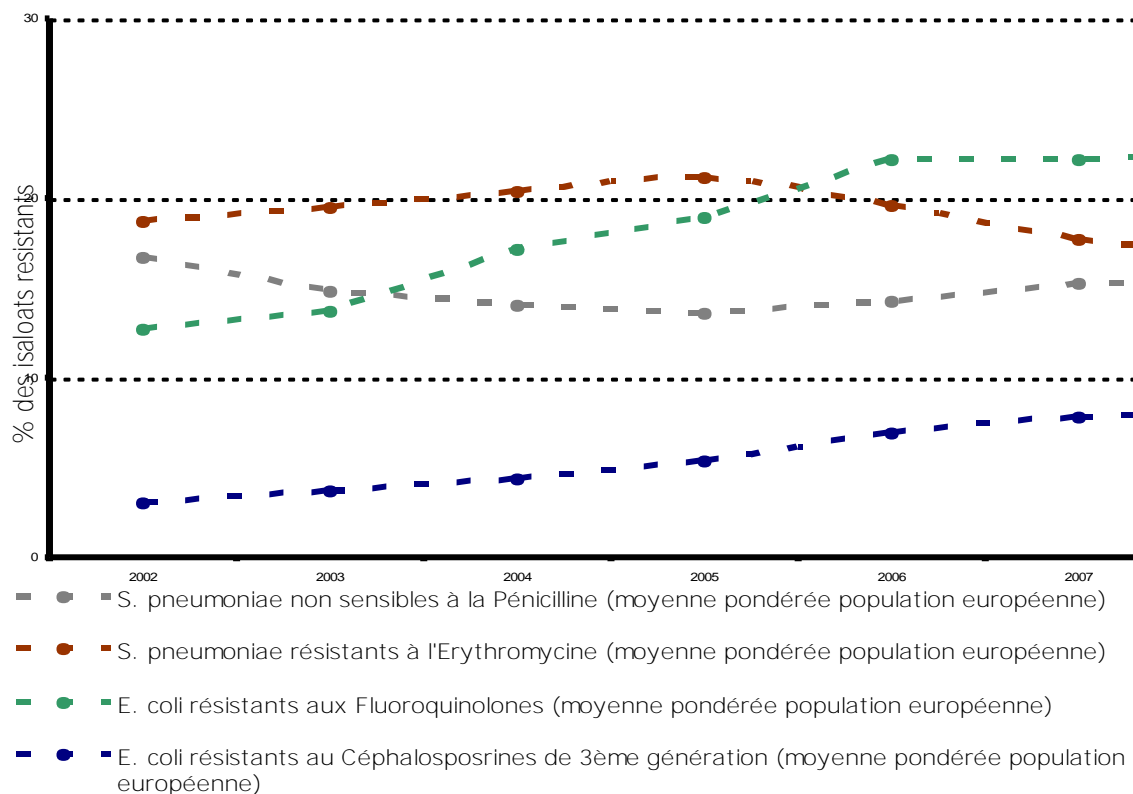 30
20
10
0
% des isaloats resistants
2002 2003 2004 2005 2006 2007
S. pneumoniae non sensibles à la Pénicilline (moyenne pondérée population européenne)
S. pneumoniae résistants à l'Erythromycine (moyenne pondérée population européenne)
E. coli résistants aux Fluoroquinolones (moyenne pondérée population européenne)
E. coli résistants au Céphalosposrines de 3ème génération (moyenne pondérée population
européenne)